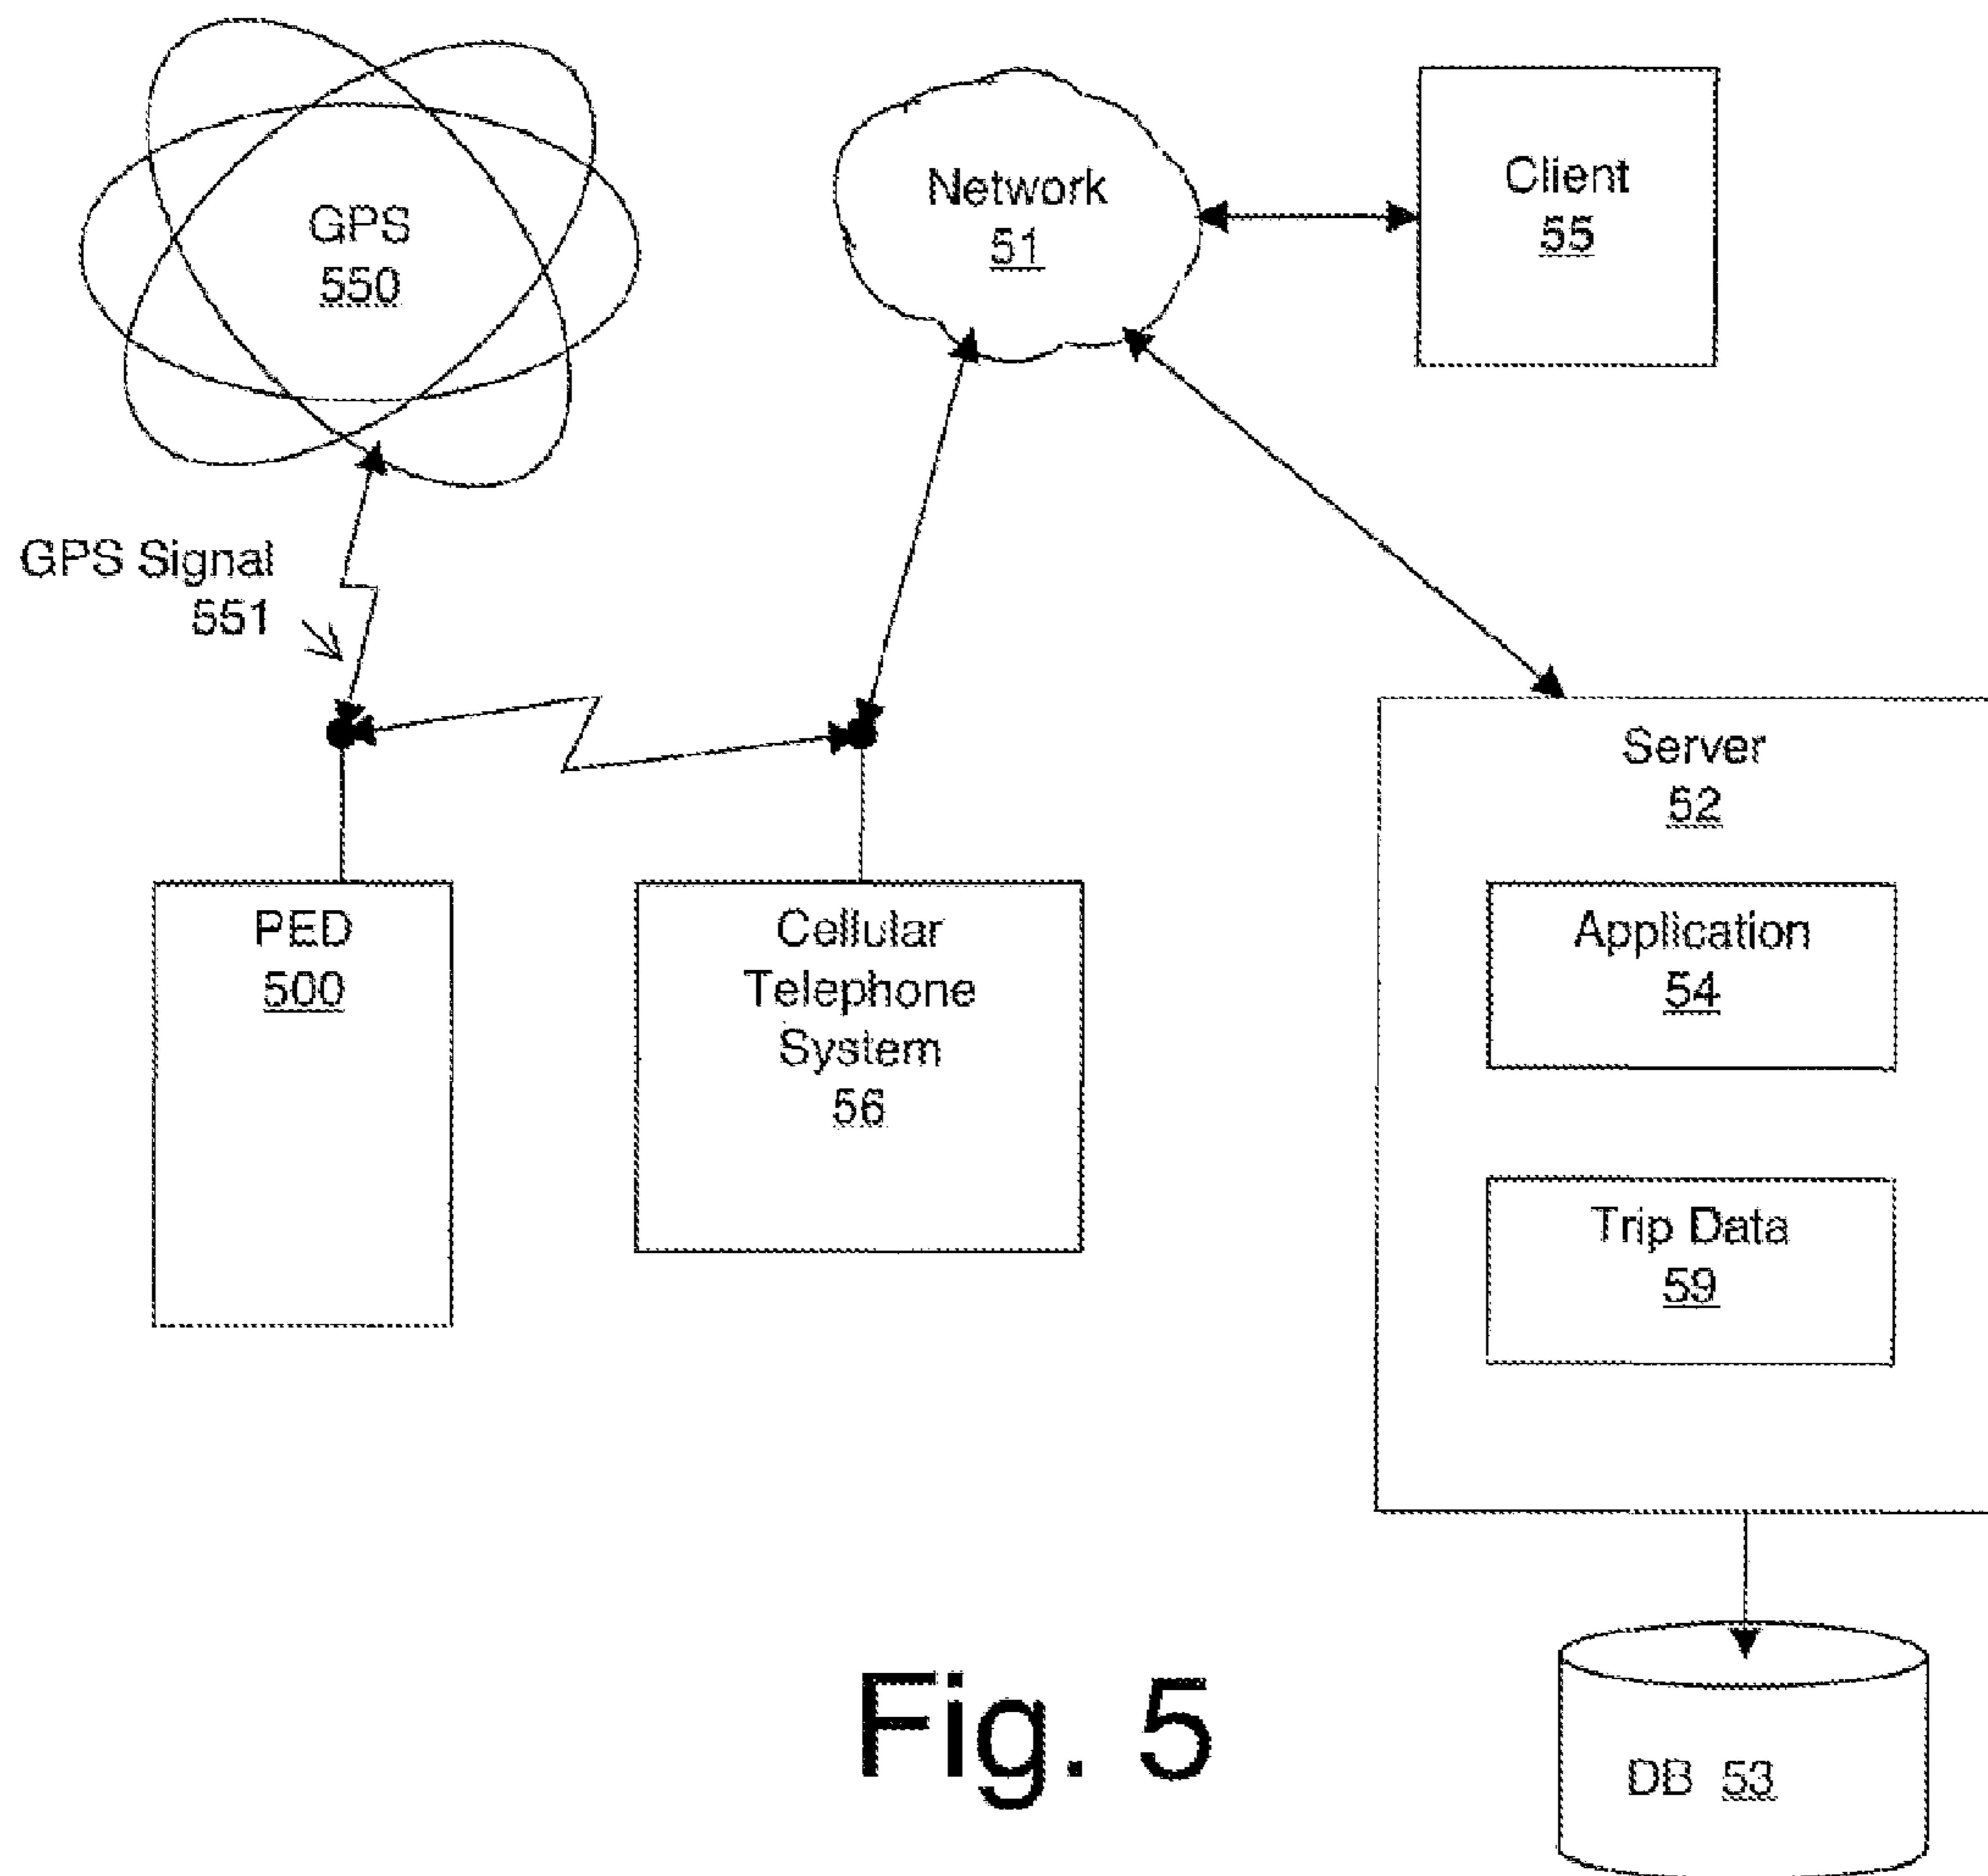 GPS
550
Network
51
Client
55
GPS Signal
551
Server
52
PED
500
Cellular
Telephone
System
56
Application
54
Trip Data
59
DB 53
Fig. 5